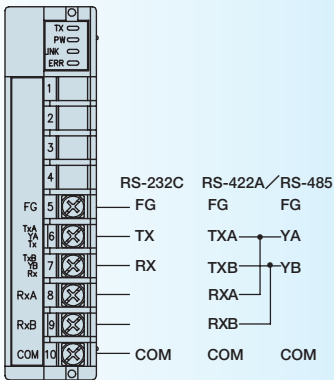 TX
PW
LINK
ERR
1
2
3
4
RS-232C RS-422A／RS-485
FG 5 FG FG FG
TxA
YA
Tx
6 TX TXA YA
TxB
YB
Rx
7 RX TXB YB
RxA 8 RXA
RxB 9 RXB
COM 10 COM COM COM